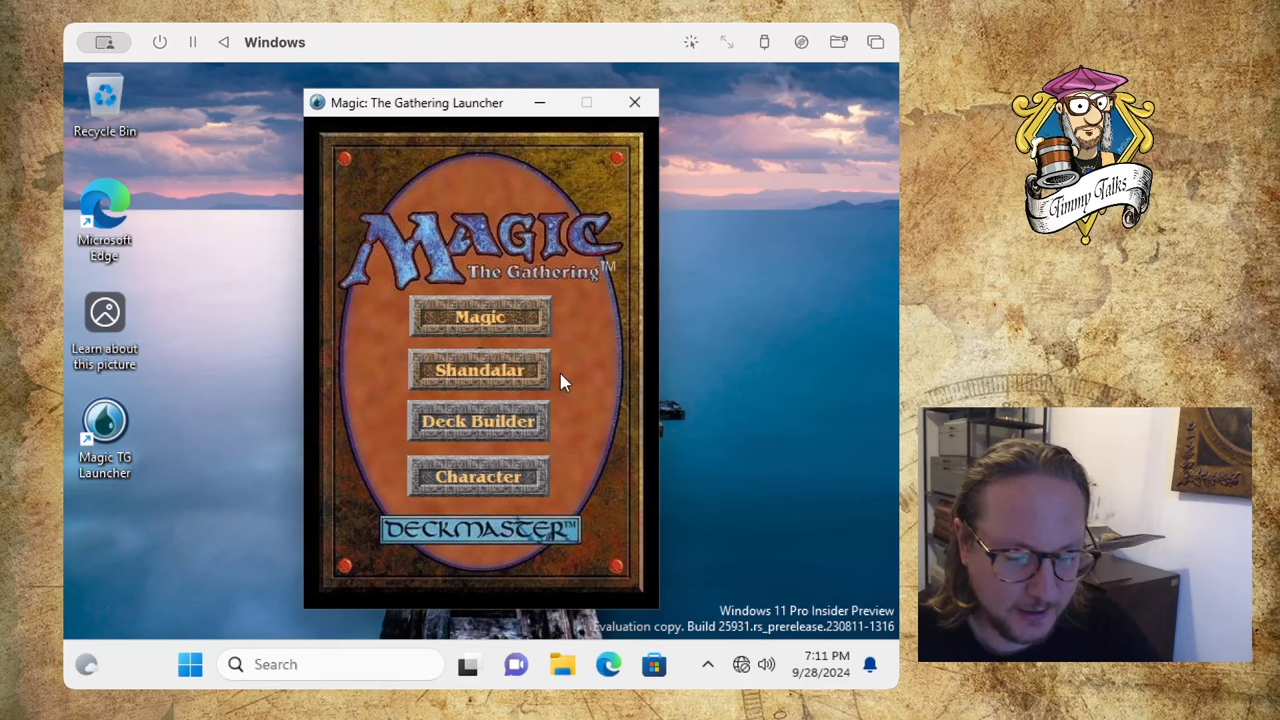 Windows
Recycle Bin
Microsoft
Edge
Learn about
this picture
Magic TG
Launcher
Magic: The Gathering Launcher
MAGIC
The Gathering™
Magic
Shandalar
Deck Builder
Character
DECKMASTER™
Windows 11 Pro Insider Preview
Evaluation copy. Build 25931.rs_prerelease.230811-1316
Search
7:11 PM
9/28/2024
Timmy Talks